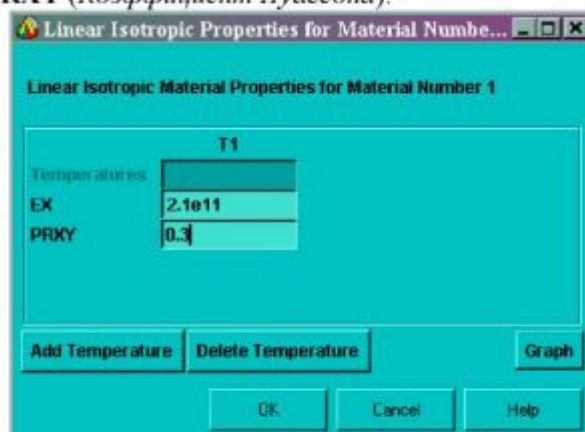 (Коэффициент Пуассона).
Linear Isotropic Properties for Material Numbe...
Linear Isotropic Material Properties for Material Number 1
T1
Temperatures
EX 2.1e11
PRXY 0.3
Add Temperature Delete Temperature Graph
OK Cancel Help